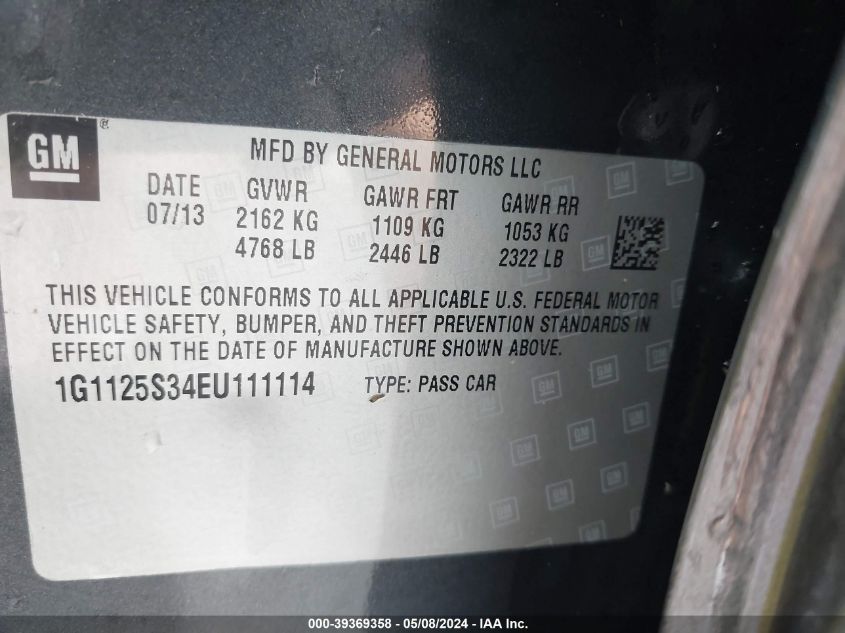 GM
MFD BY GENERAL MOTORS LLC
DATE GVWR GAWR FRT GAWR RR
07/13 2162 KG 1109 KG 1053 KG
4768 LB 2446 LB 2322 LB
THIS VEHICLE CONFORMS TO ALL APPLICABLE U.S. FEDERAL MOTOR
VEHICLE SAFETY, BUMPER, AND THEFT PREVENTION STANDARDS IN
EFFECT ON THE DATE OF MANUFACTURE SHOWN ABOVE.
1G1125S34EU111114 TYPE: PASS CAR
000-39369358 - 05/08/2024 - IAA Inc.